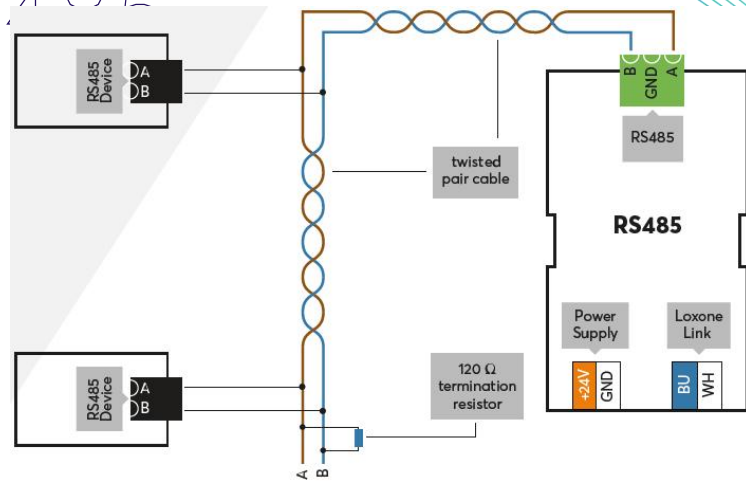 RS485
Device
A
B
B
GND
A
RS485
twisted
pair cable
RS485
Power
Supply
Loxone
Link
+24V
GND
BU
WH
RS485
Device
A
B
120 Ω
termination
resistor
A
B